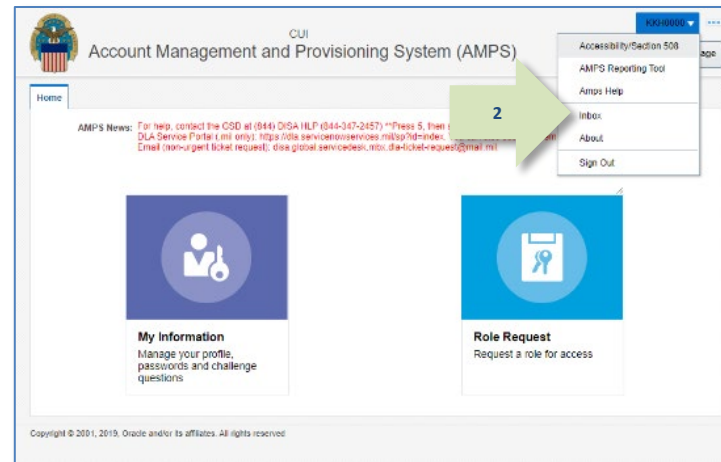 CUI
Account Management and Provisioning System (AMPS)
KKH0000
age
Accessibility/Section 508
AMPS Reporting Tool
Amps Help
Inbox
About
Sign Out
2
Home
AMPS News: For help, contact the GSD at (844) DISA HLP (844-347-2457) **Press 5, then
DLA Service Portal (.mil only): https://dla.servicenowservices.mil/sp?id=index.
Email (non-urgent ticket request): disa.global.servicedesk.mbx.dla-ticket-request@mail.mil
My Information
Manage your profile,
passwords and challenge
questions
Role Request
Request a role for access
Copyright © 2001, 2019, Oracle and/or its affiliates. All rights reserved